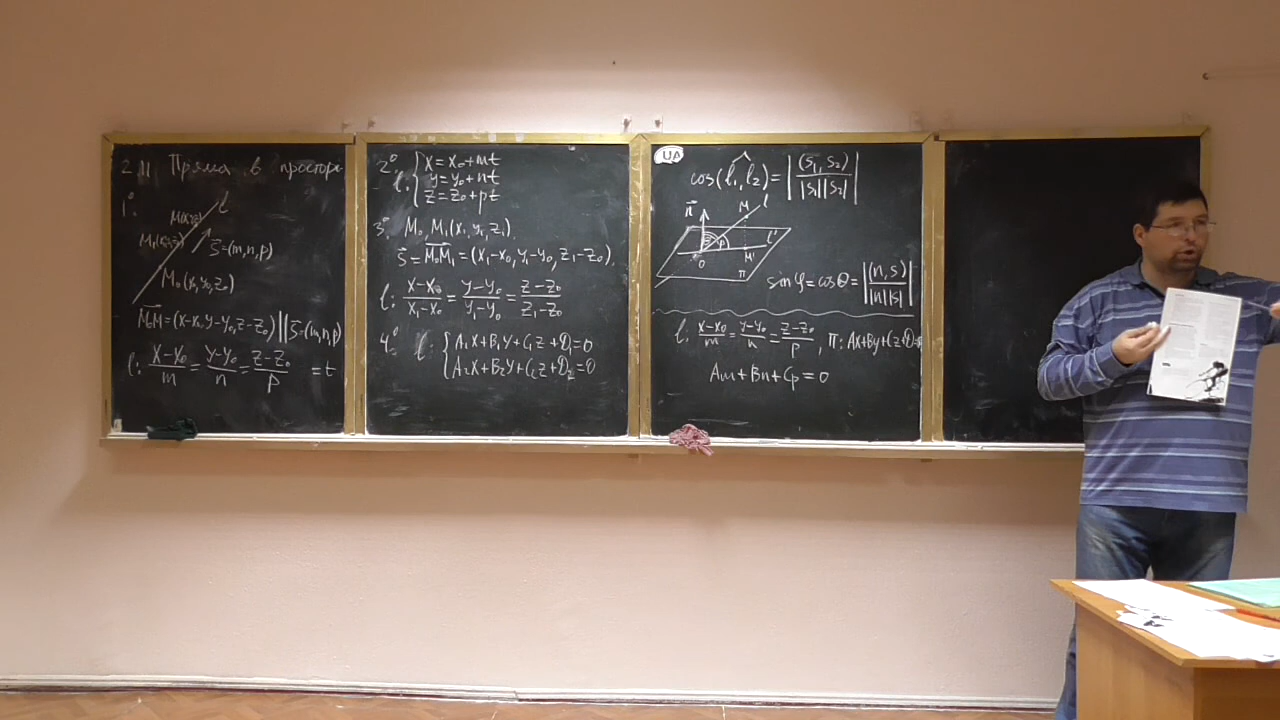 2.11 Пряма в просторі
1°.
l
M(x,y,z)
M₁(x₁,y₁,z₁)
s̄=(m,n,p)
M₀(x₀,y₀,z₀)
M₀M=(x-x₀,y-y₀,z-z₀)||s̄=(m,n,p)
l: (x-x₀)/m = (y-y₀)/n = (z-z₀)/p = t
2°.
l: { x=x₀+mt
y=y₀+nt
z=z₀+pt
3°. M₀, M₁(x₁,y₁,z₁).
s̄=M₀M₁=(x₁-x₀,y₁-y₀,z₁-z₀).
l: (x-x₀)/(x₁-x₀) = (y-y₀)/(y₁-y₀) = (z-z₀)/(z₁-z₀)
4°. l: { A₁x+B₁y+C₁z+D₁=0
A₂x+B₂y+C₂z+D₂=0
UA
cos(l₁,l₂)=|(s₁,s₂)/|s₁||s₂||
n̄ M l
φ l'
O M'
π
sin φ=cos θ=|(n,s)/|n||s||
l: (x-x₀)/m = (y-y₀)/n = (z-z₀)/p, π: Ax+By+Cz+D=0
Am+Bn+Cp=0